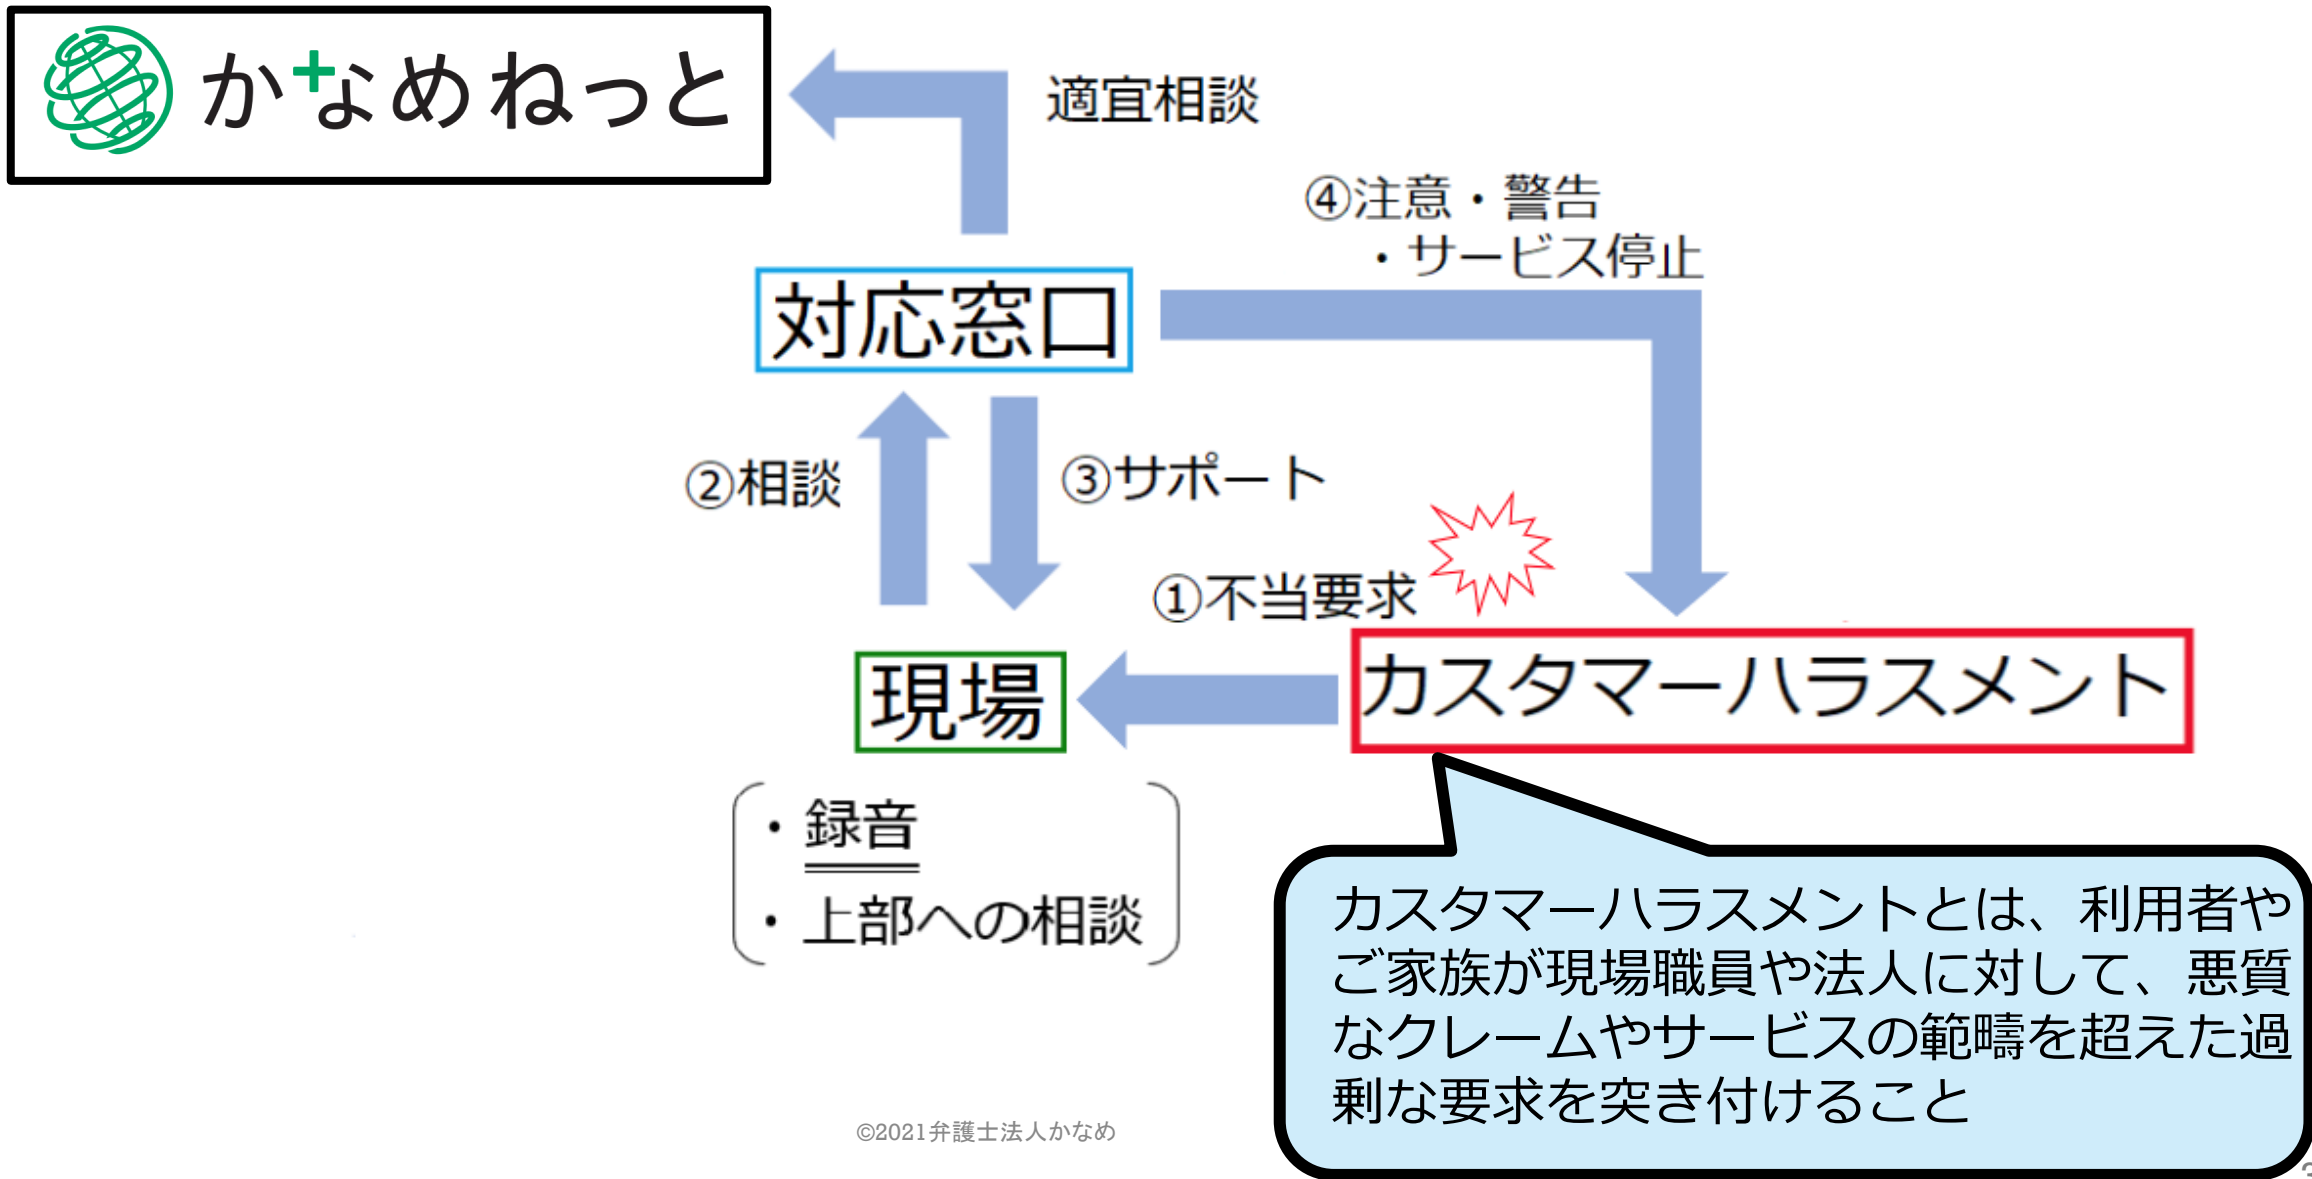 かなめねっと
適宜相談
④注意・警告
・サービス停止
対応窓口
②相談
③サポート
①不当要求
現場
カスタマーハラスメント
・録音
・上部への相談
カスタマーハラスメントとは、利用者や
ご家族が現場職員や法人に対して、悪質
なクレームやサービスの範疇を超えた過
剰な要求を突き付けること
©2021弁護士法人かなめ